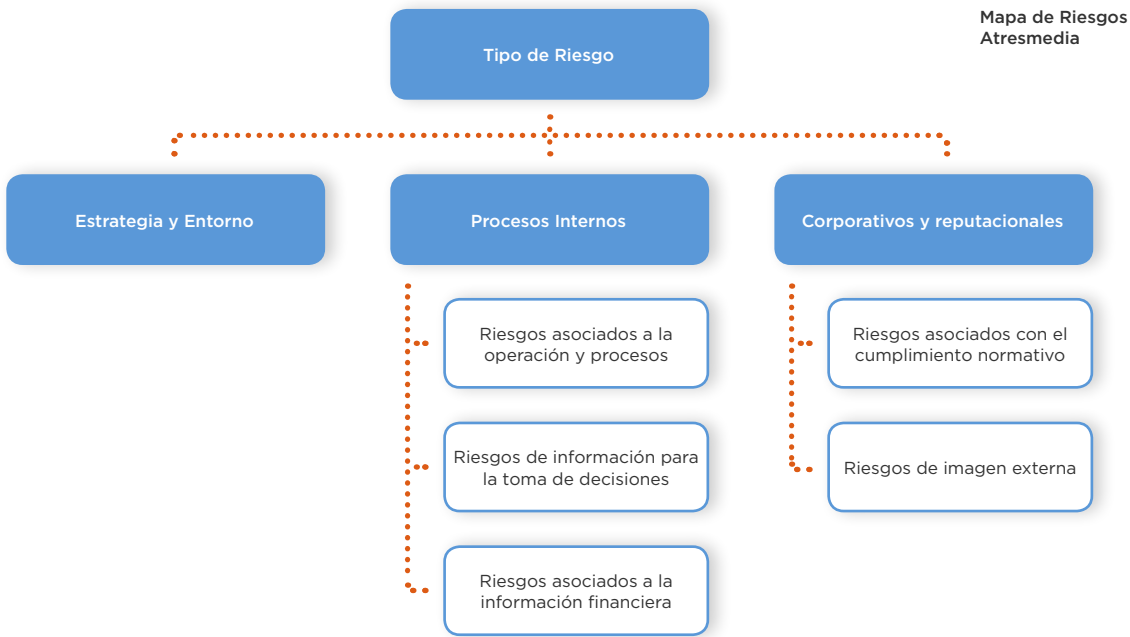 Mapa de Riesgos
Atresmedia
Tipo de Riesgo
Estrategia y Entorno
Procesos Internos
Corporativos y reputacionales
Riesgos asociados a la
operación y procesos
Riesgos de información para
la toma de decisiones
Riesgos asociados a la
información financiera
Riesgos asociados con el
cumplimiento normativo
Riesgos de imagen externa